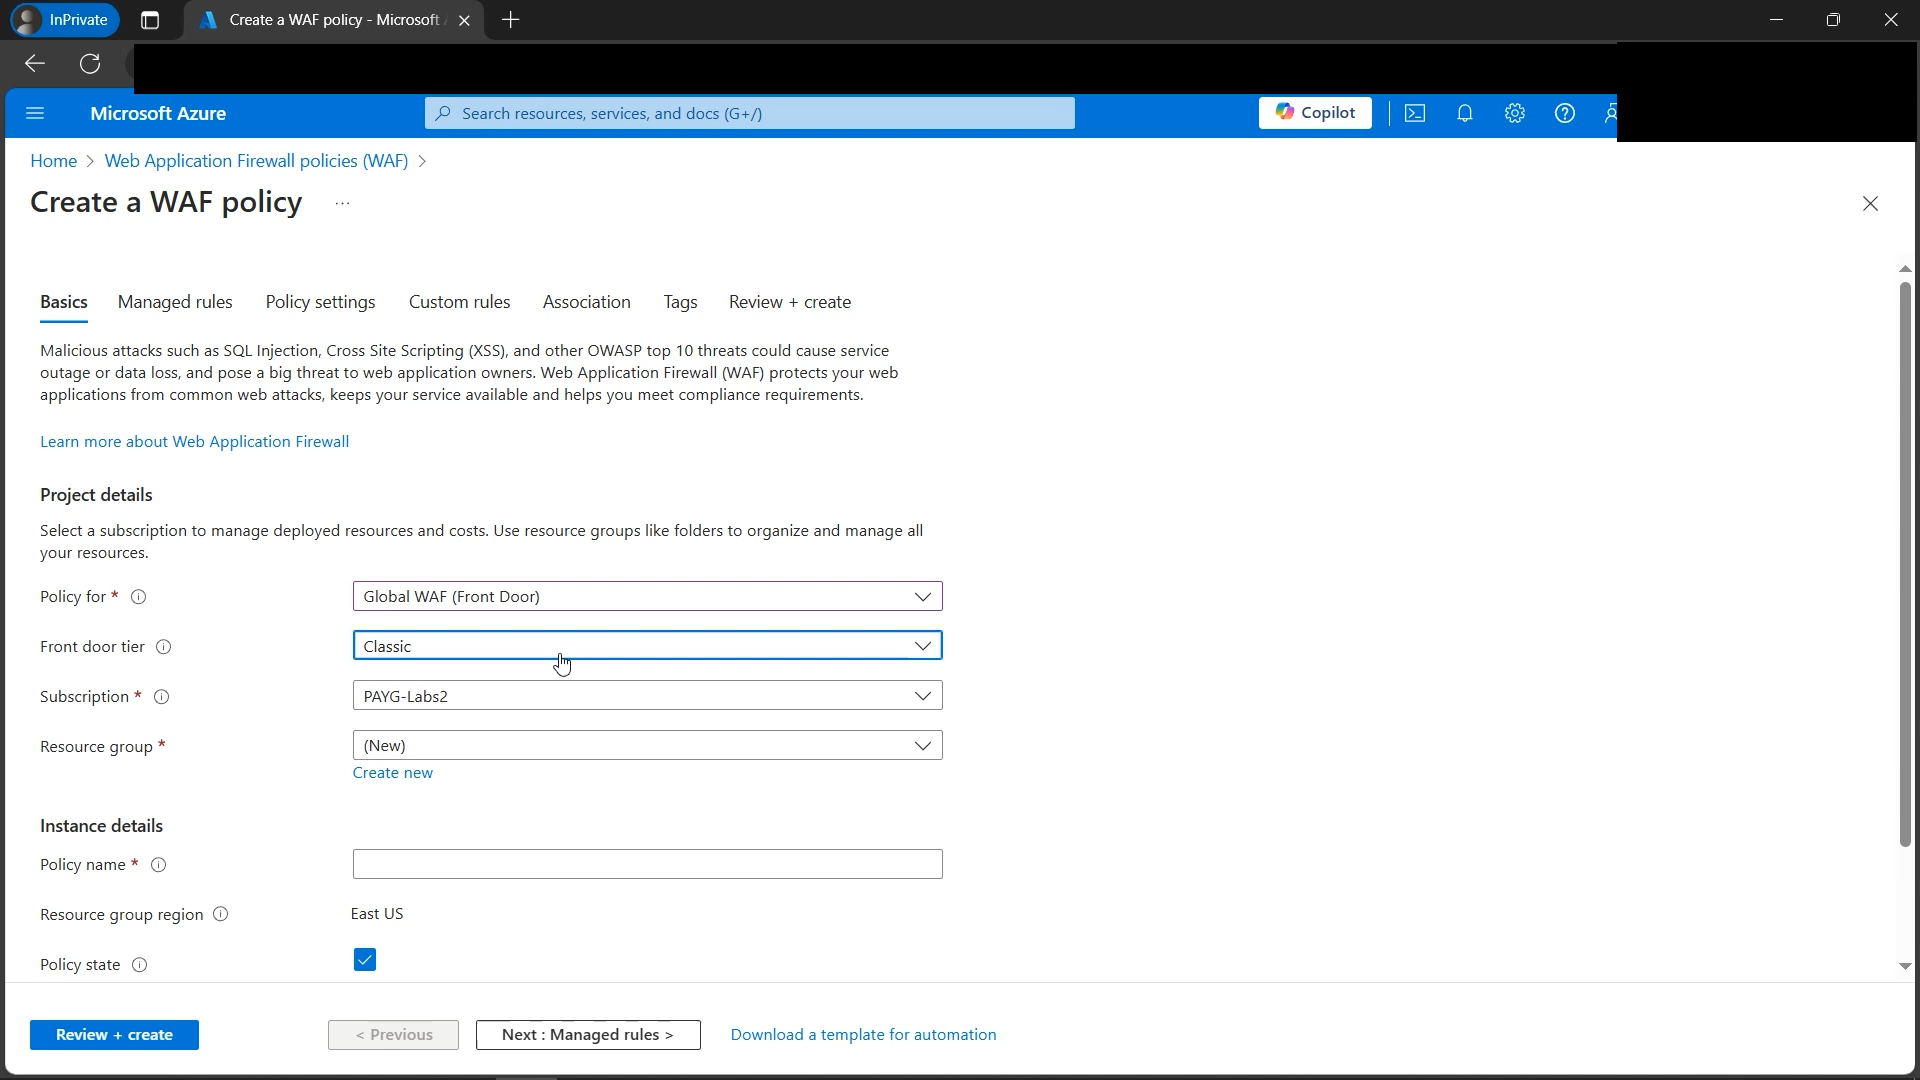 InPrivate
Create a WAF policy - Microsoft
Microsoft Azure
Search resources, services, and docs (G+/)
Copilot
Home > Web Application Firewall policies (WAF) >
Create a WAF policy ...
Basics Managed rules Policy settings Custom rules Association Tags Review + create
Malicious attacks such as SQL Injection, Cross Site Scripting (XSS), and other OWASP top 10 threats could cause service
outage or data loss, and pose a big threat to web application owners. Web Application Firewall (WAF) protects your web
applications from common web attacks, keeps your service available and helps you meet compliance requirements.
Learn more about Web Application Firewall
Project details
Select a subscription to manage deployed resources and costs. Use resource groups like folders to organize and manage all
your resources.
Policy for * Global WAF (Front Door)
Front door tier Classic
Subscription * PAYG-Labs2
Resource group * (New)
Create new
Instance details
Policy name *
Resource group region East US
Policy state
Review + create < Previous Next : Managed rules > Download a template for automation